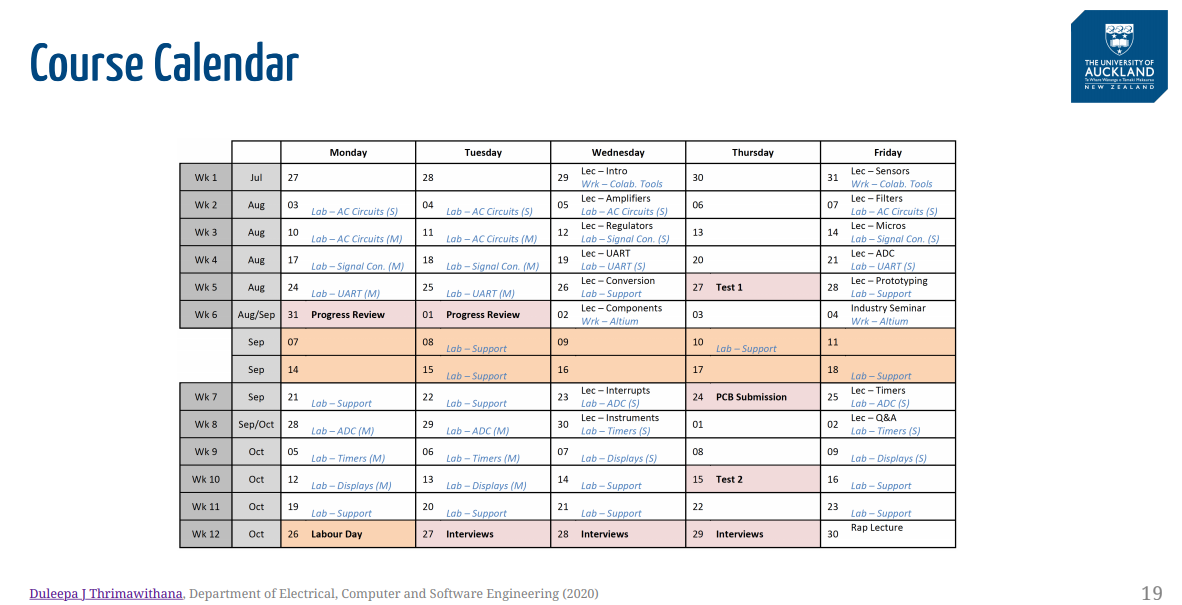 Course Calendar
THE UNIVERSITY OF
AUCKLAND
Te Whare Wānanga o Tāmaki Makaurau
NEW ZEALAND
Monday Tuesday Wednesday Thursday Friday
Wk 1 Jul 27 28 29 Lec – Intro 30 31 Lec – Sensors
Wrk – Colab. Tools Wrk – Colab. Tools
Wk 2 Aug 03 04 05 Lec – Amplifiers 06 07 Lec – Filters
Lab – AC Circuits (S) Lab – AC Circuits (S) Lab – AC Circuits (S) Lab – AC Circuits (S)
Wk 3 Aug 10 11 12 Lec – Regulators 13 14 Lec – Micros
Lab – AC Circuits (M) Lab – AC Circuits (M) Lab – Signal Con. (S) Lab – Signal Con. (S)
Wk 4 Aug 17 18 19 Lec – UART 20 21 Lec – ADC
Lab – Signal Con. (M) Lab – Signal Con. (M) Lab – UART (S) Lab – UART (S)
Wk 5 Aug 24 25 26 Lec – Conversion 27 Test 1 28 Lec – Prototyping
Lab – UART (M) Lab – UART (M) Lab – Support Lab – Support
Wk 6 Aug/Sep 31 Progress Review 01 Progress Review 02 Lec – Components 03 04 Industry Seminar
Wrk – Altium Wrk – Altium
Sep 07 08 09 10 11
Lab – Support Lab – Support
Sep 14 15 16 17 18
Lab – Support Lab – Support
Wk 7 Sep 21 22 23 Lec – Interrupts 24 PCB Submission 25 Lec – Timers
Lab – Support Lab – Support Lab – ADC (S) Lab – ADC (S)
Wk 8 Sep/Oct 28 29 30 Lec – Instruments 01 02 Lec – Q&A
Lab – ADC (M) Lab – ADC (M) Lab – Timers (S) Lab – Timers (S)
Wk 9 Oct 05 06 07 08 09
Lab – Timers (M) Lab – Timers (M) Lab – Displays (S) Lab – Displays (S)
Wk 10 Oct 12 13 14 15 Test 2 16
Lab – Displays (M) Lab – Displays (M) Lab – Support Lab – Support
Wk 11 Oct 19 20 21 22 23
Lab – Support Lab – Support Lab – Support Lab – Support
Wk 12 Oct 26 Labour Day 27 Interviews 28 Interviews 29 Interviews 30 Rap Lecture
Duleepa J Thrimawithana, Department of Electrical, Computer and Software Engineering (2020)
19